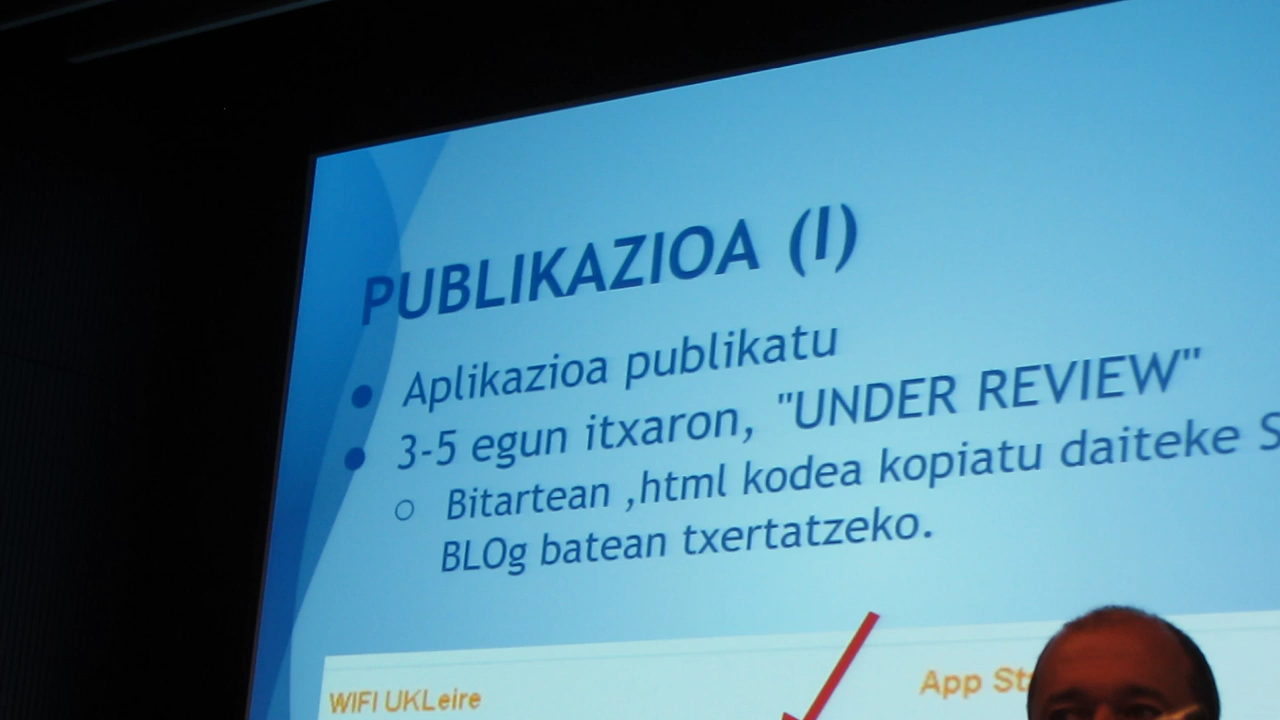 PUBLIKAZIOA (I)
Aplikazioa publikatu
3-5 egun itxaron, "UNDER REVIEW"
Bitartean ,html kodea kopiatu daiteke
BLOg batean txertatzeko.
WIFI UKLeire
App